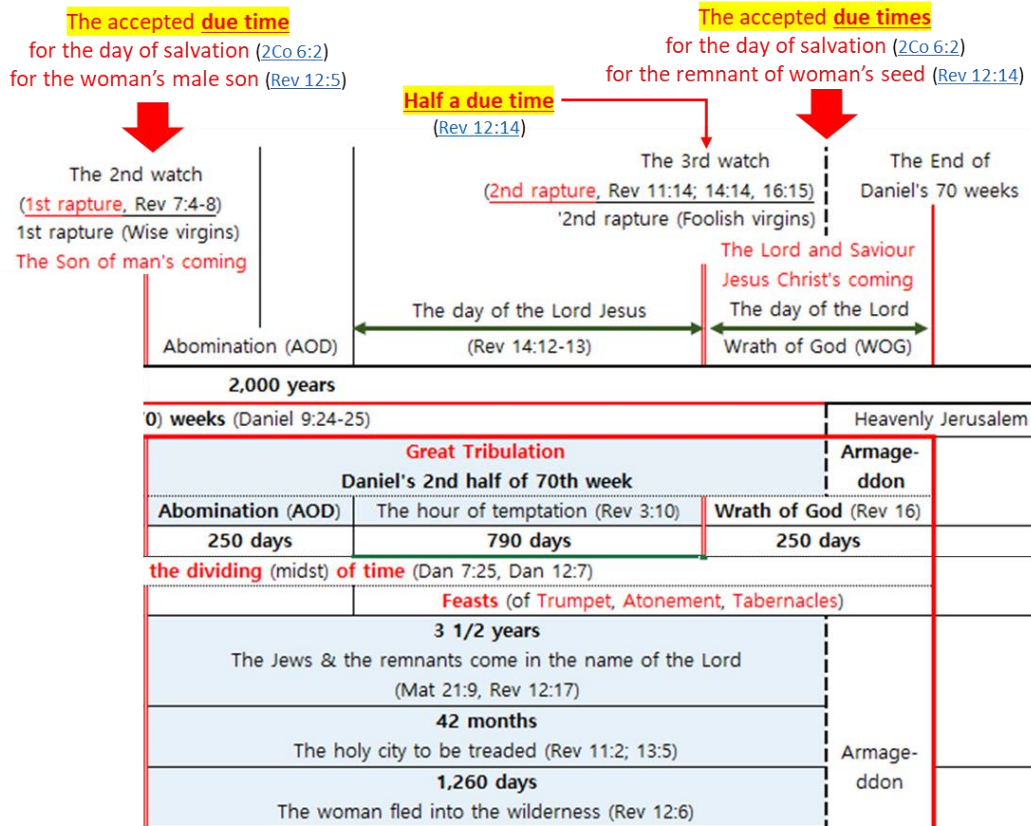 The accepted due time
for the day of salvation (2Co 6:2)
for the woman's male son (Rev 12:5)
The accepted due times
for the day of salvation (2Co 6:2)
for the remnant of woman's seed (Rev 12:14)
Half a due time
(Rev 12:14)
The 2nd watch
(1st rapture, Rev 7:4-8)
1st rapture (Wise virgins)
The Son of man's coming
The 3rd watch
(2nd rapture, Rev 11:14; 14:14, 16:15)
'2nd rapture (Foolish virgins)
The End of
Daniel's 70 weeks
The Lord and Saviour
Jesus Christ's coming
The day of the Lord Jesus
The day of the Lord
Abomination (AOD)
(Rev 14:12-13)
Wrath of God (WOG)
2,000 years
0) weeks (Daniel 9:24-25)
Heavenly Jerusalem
Great Tribulation
Daniel's 2nd half of 70th week
Armage-
ddon
Abomination (AOD)
The hour of temptation (Rev 3:10)
Wrath of God (Rev 16)
250 days
790 days
250 days
the dividing (midst) of time (Dan 7:25, Dan 12:7)
Feasts (of Trumpet, Atonement, Tabernacles)
3 1/2 years
The Jews & the remnants come in the name of the Lord
(Mat 21:9, Rev 12:17)
42 months
The holy city to be treaded (Rev 11:2; 13:5)
Armage-
ddon
1,260 days
The woman fled into the wilderness (Rev 12:6)